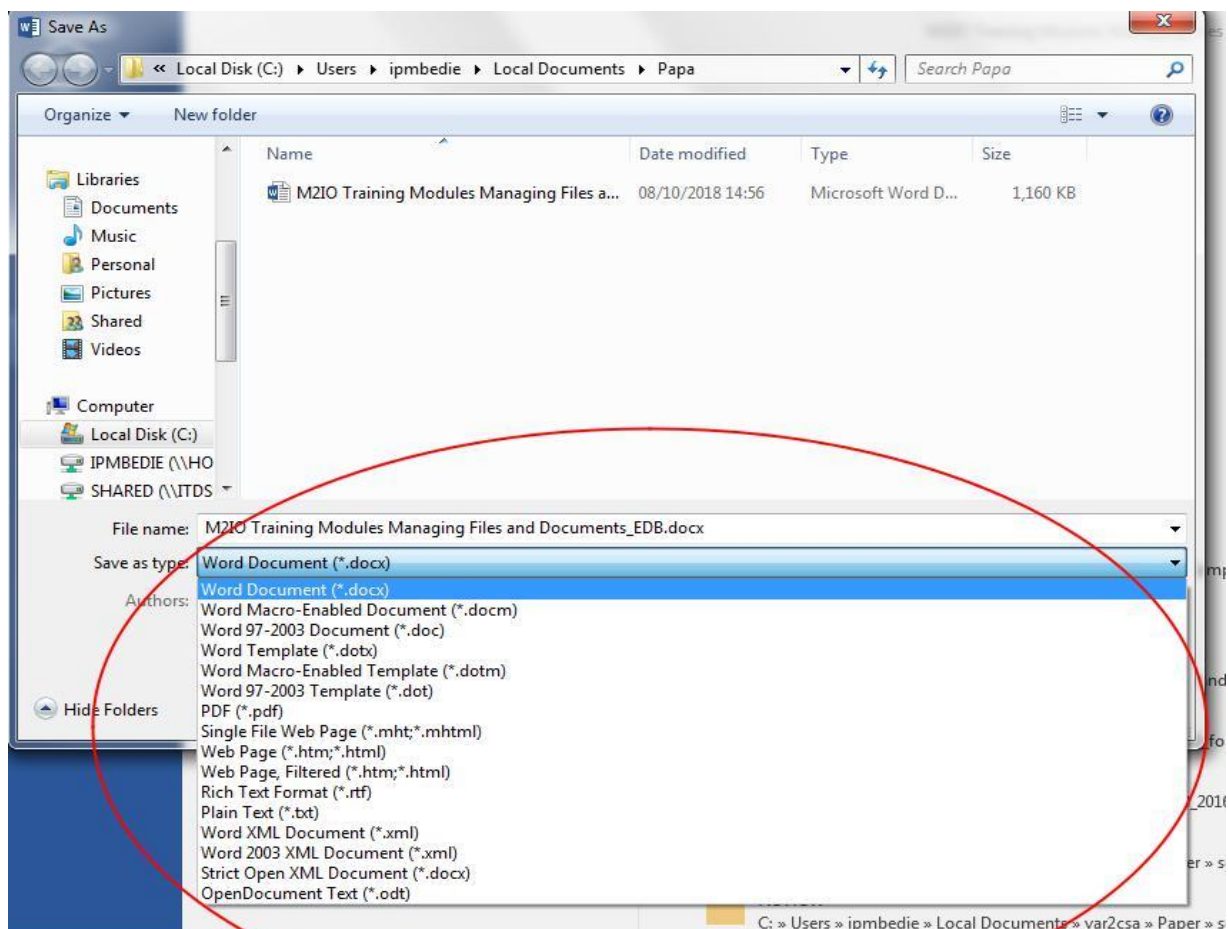 Save As
« Local Disk (C:) ▸ Users ▸ ipmbedie ▸ Local Documents ▸ Papa
Search Papa
Organize ▾ New folder
Name Date modified Type Size
Libraries
Documents
Music
Personal
Pictures
Shared
Videos
Computer
Local Disk (C:)
IPMBEDIE (\\HO
SHARED (\\ITDS
M2IO Training Modules Managing Files a... 08/10/2018 14:56 Microsoft Word D... 1,160 KB
File name: M2IO Training Modules Managing Files and Documents_EDB.docx
Save as type: Word Document (*.docx)
Authors:
Word Document (*.docx)
Word Macro-Enabled Document (*.docm)
Word 97-2003 Document (*.doc)
Word Template (*.dotx)
Word Macro-Enabled Template (*.dotm)
Word 97-2003 Template (*.dot)
PDF (*.pdf)
Single File Web Page (*.mht;*.mhtml)
Web Page (*.htm;*.html)
Web Page, Filtered (*.htm;*.html)
Rich Text Format (*.rtf)
Plain Text (*.txt)
Word XML Document (*.xml)
Word 2003 XML Document (*.xml)
Strict Open XML Document (*.docx)
OpenDocument Text (*.odt)
Hide Folders
_2016
er » s
C: » Users » ipmbedie » Local Documents » var2csa » Paper » s